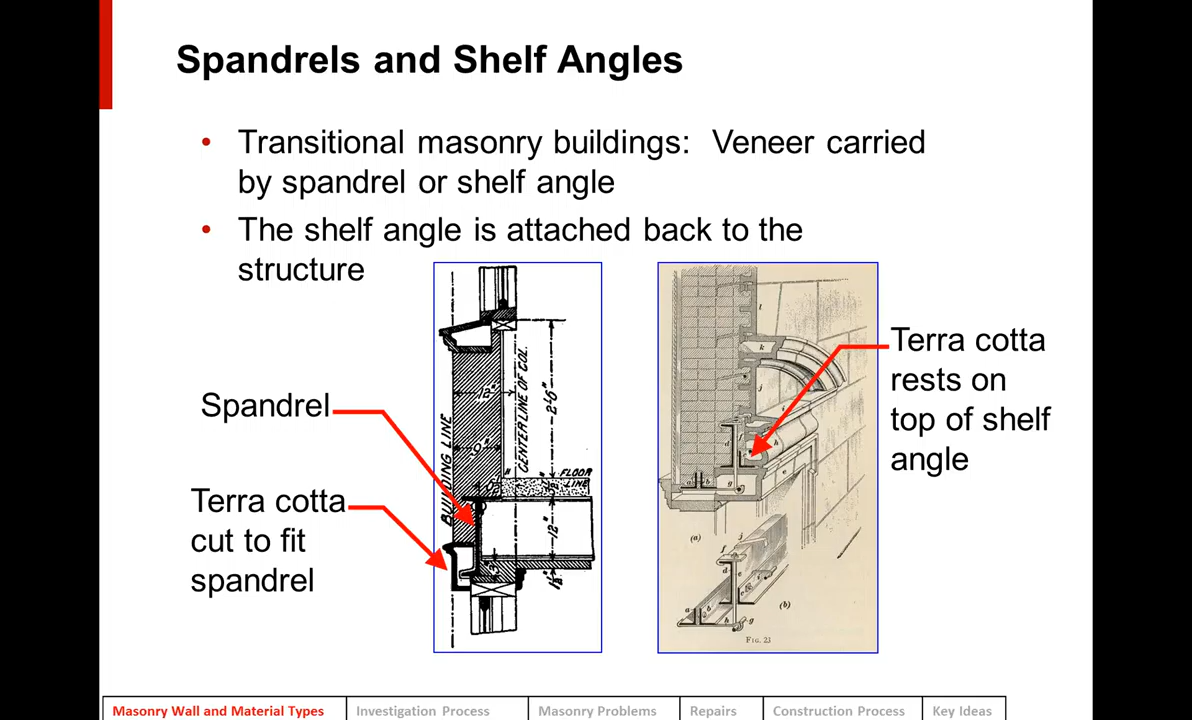 Spandrels and Shelf Angles
• Transitional masonry buildings: Veneer carried
by spandrel or shelf angle
• The shelf angle is attached back to the
structure
Spandrel
Terra cotta
cut to fit
spandrel
BUILDING LINE
CENTER LINE OF COL.
FLOOR
LINE
12"
9"
12"
l
k
j
i
d
h
e
a
b
g
(a)
f
j
d
e
a
b
h
g
(b)
FIG. 23
Terra cotta
rests on
top of shelf
angle
Masonry Wall and Material Types
Investigation Process
Masonry Problems
Repairs
Construction Process
Key Ideas